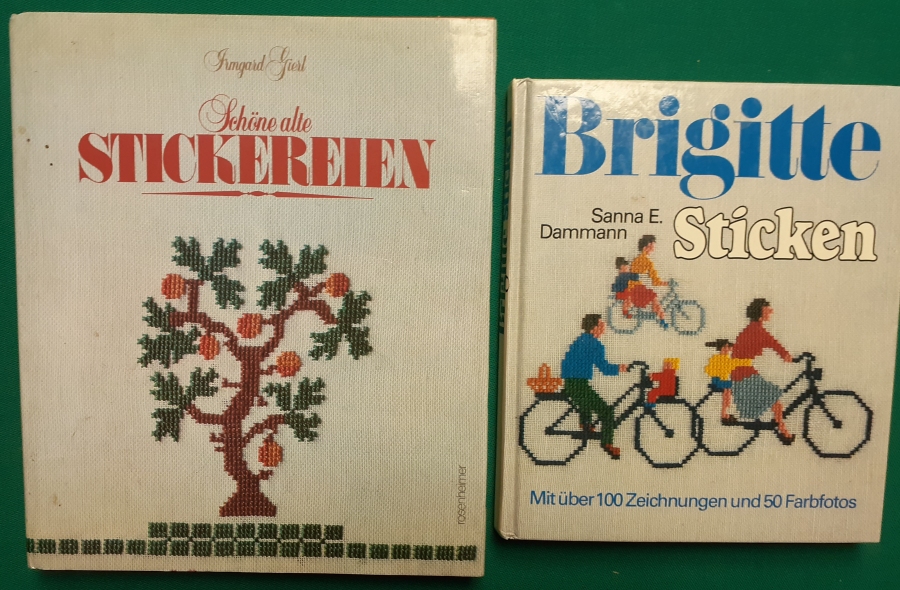 Irmgard Gierl
Schöne alte
STICKEREIEN
rosenheimer
Brigitte
Sanna E.
Dammann
Sticken
Mit über 100 Zeichnungen und 50 Farbfotos